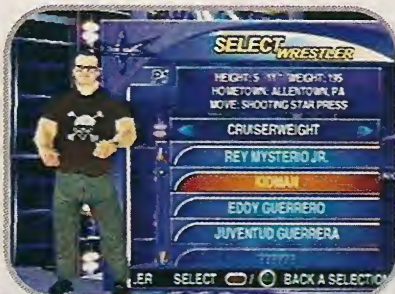 SELECT
WRESTLER
HEIGHT: 5' 11" WEIGHT: 195
HOMETOWN: ALLENTOWN, PA
MOVE: SHOOTING STAR PRESS
CRUISERWEIGHT
REY MYSTERIO JR.
KIDMAN
EDDY GUERRERO
JUVENTUD GUERRERA
SELECT / BACK A SELECTION